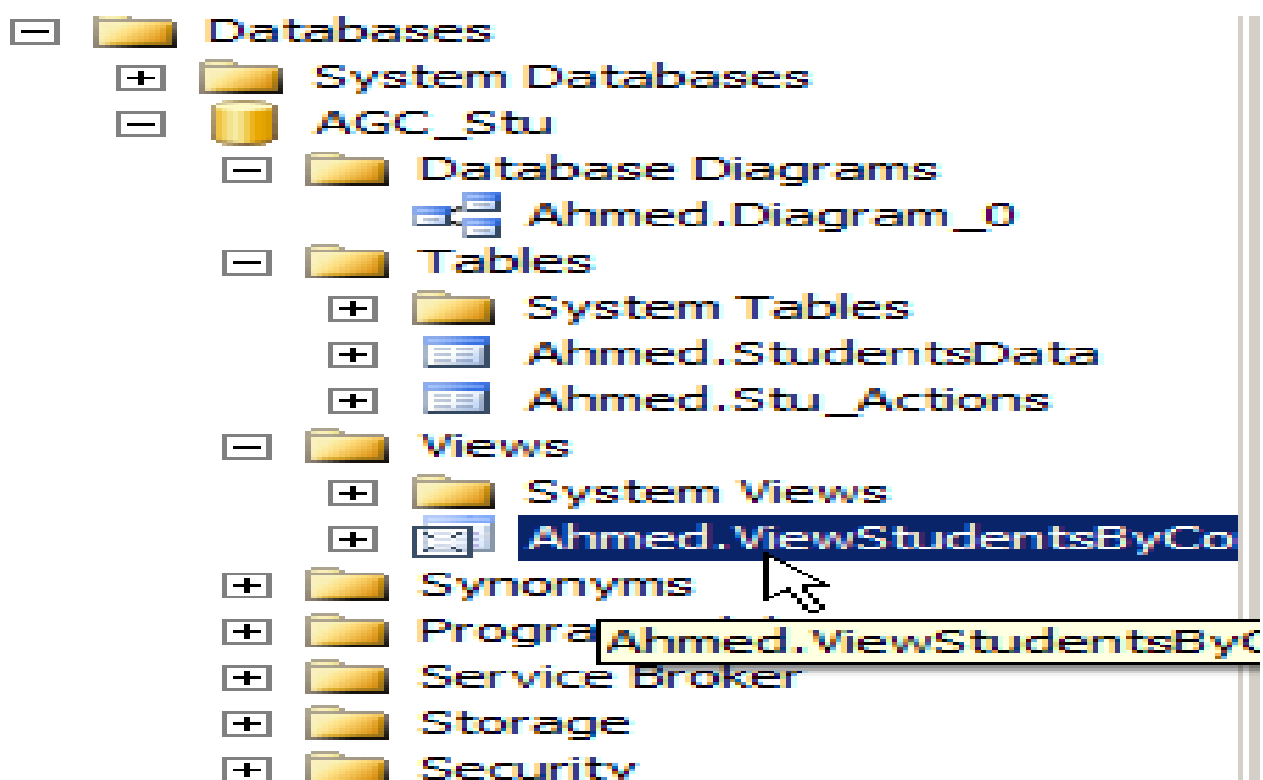 Databases
System Databases
AGC_Stu
Database Diagrams
Ahmed.Diagram_0
Tables
System Tables
Ahmed.StudentsData
Ahmed.Stu_Actions
Views
System Views
Ahmed.ViewStudentsByCo
Synonyms
Ahmed.ViewStudentsBy
Service Broker
Storage
Security